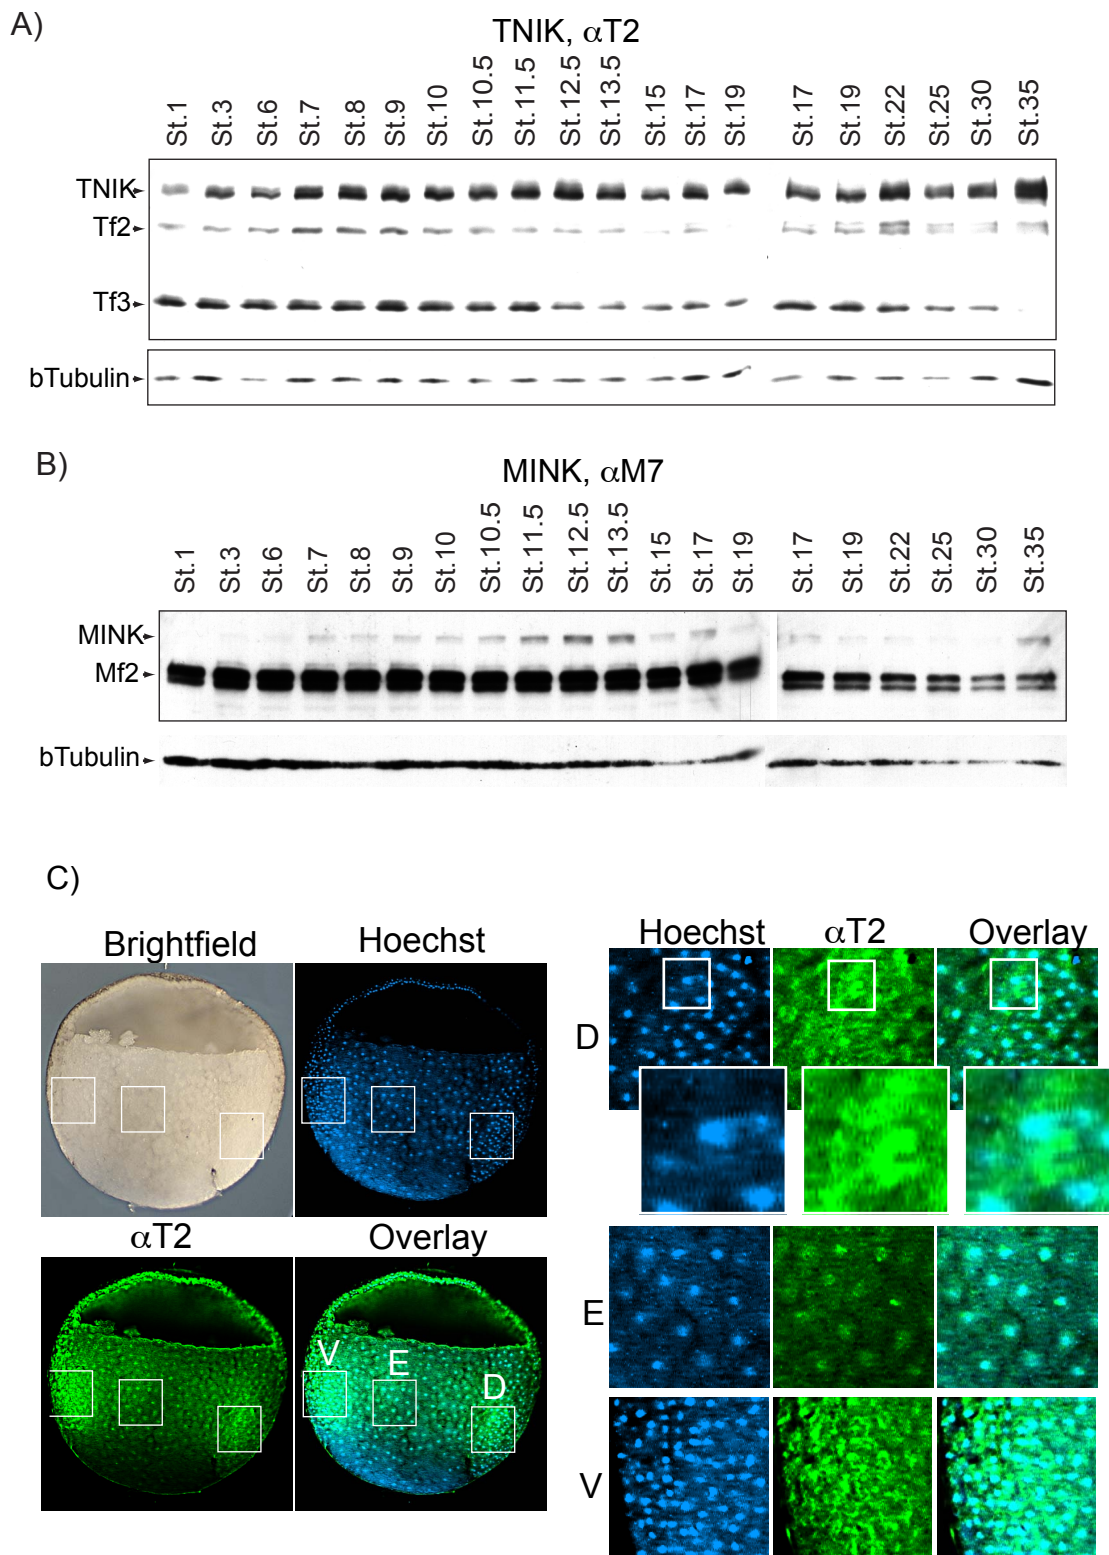 A)
TNIK, αT2
St.1 St.3 St.6 St.7 St.8 St.9 St.10 St.10.5 St.11.5 St.12.5 St.13.5 St.15 St.17 St.19 St.17 St.19 St.22 St.25 St.30 St.35
TNIK
Tf2
Tf3
bTubulin
B)
MINK, αM7
St.1 St.3 St.6 St.7 St.8 St.9 St.10 St.10.5 St.11.5 St.12.5 St.13.5 St.15 St.17 St.19 St.17 St.19 St.22 St.25 St.30 St.35
MINK
Mf2
bTubulin
C)
Brightfield Hoechst
αT2 Overlay
V E D
Hoechst αT2 Overlay
D
E
V